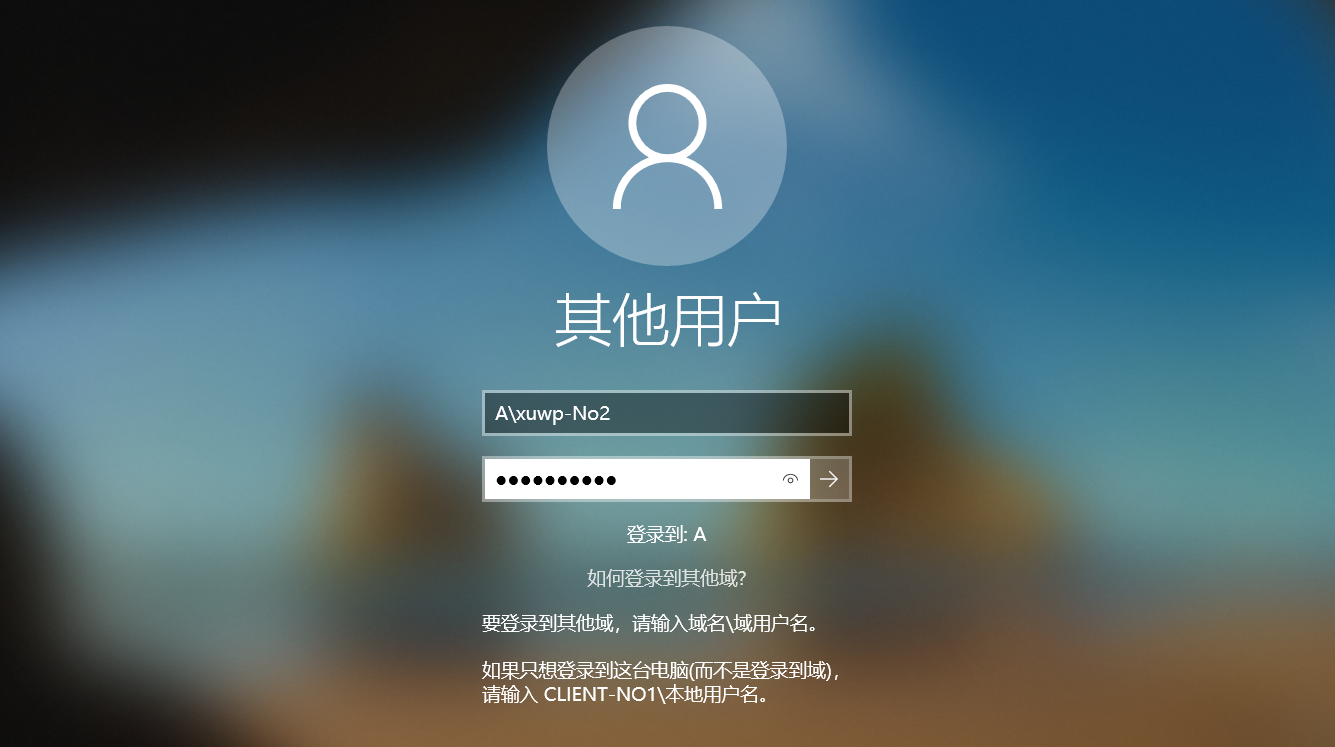 其他用户
A\xuwp-No2
登录到: A
如何登录到其他域?
要登录到其他域，请输入域名\域用户名。
如果只想登录到这台电脑(而不是登录到域)，
请输入 CLIENT-NO1\本地用户名。